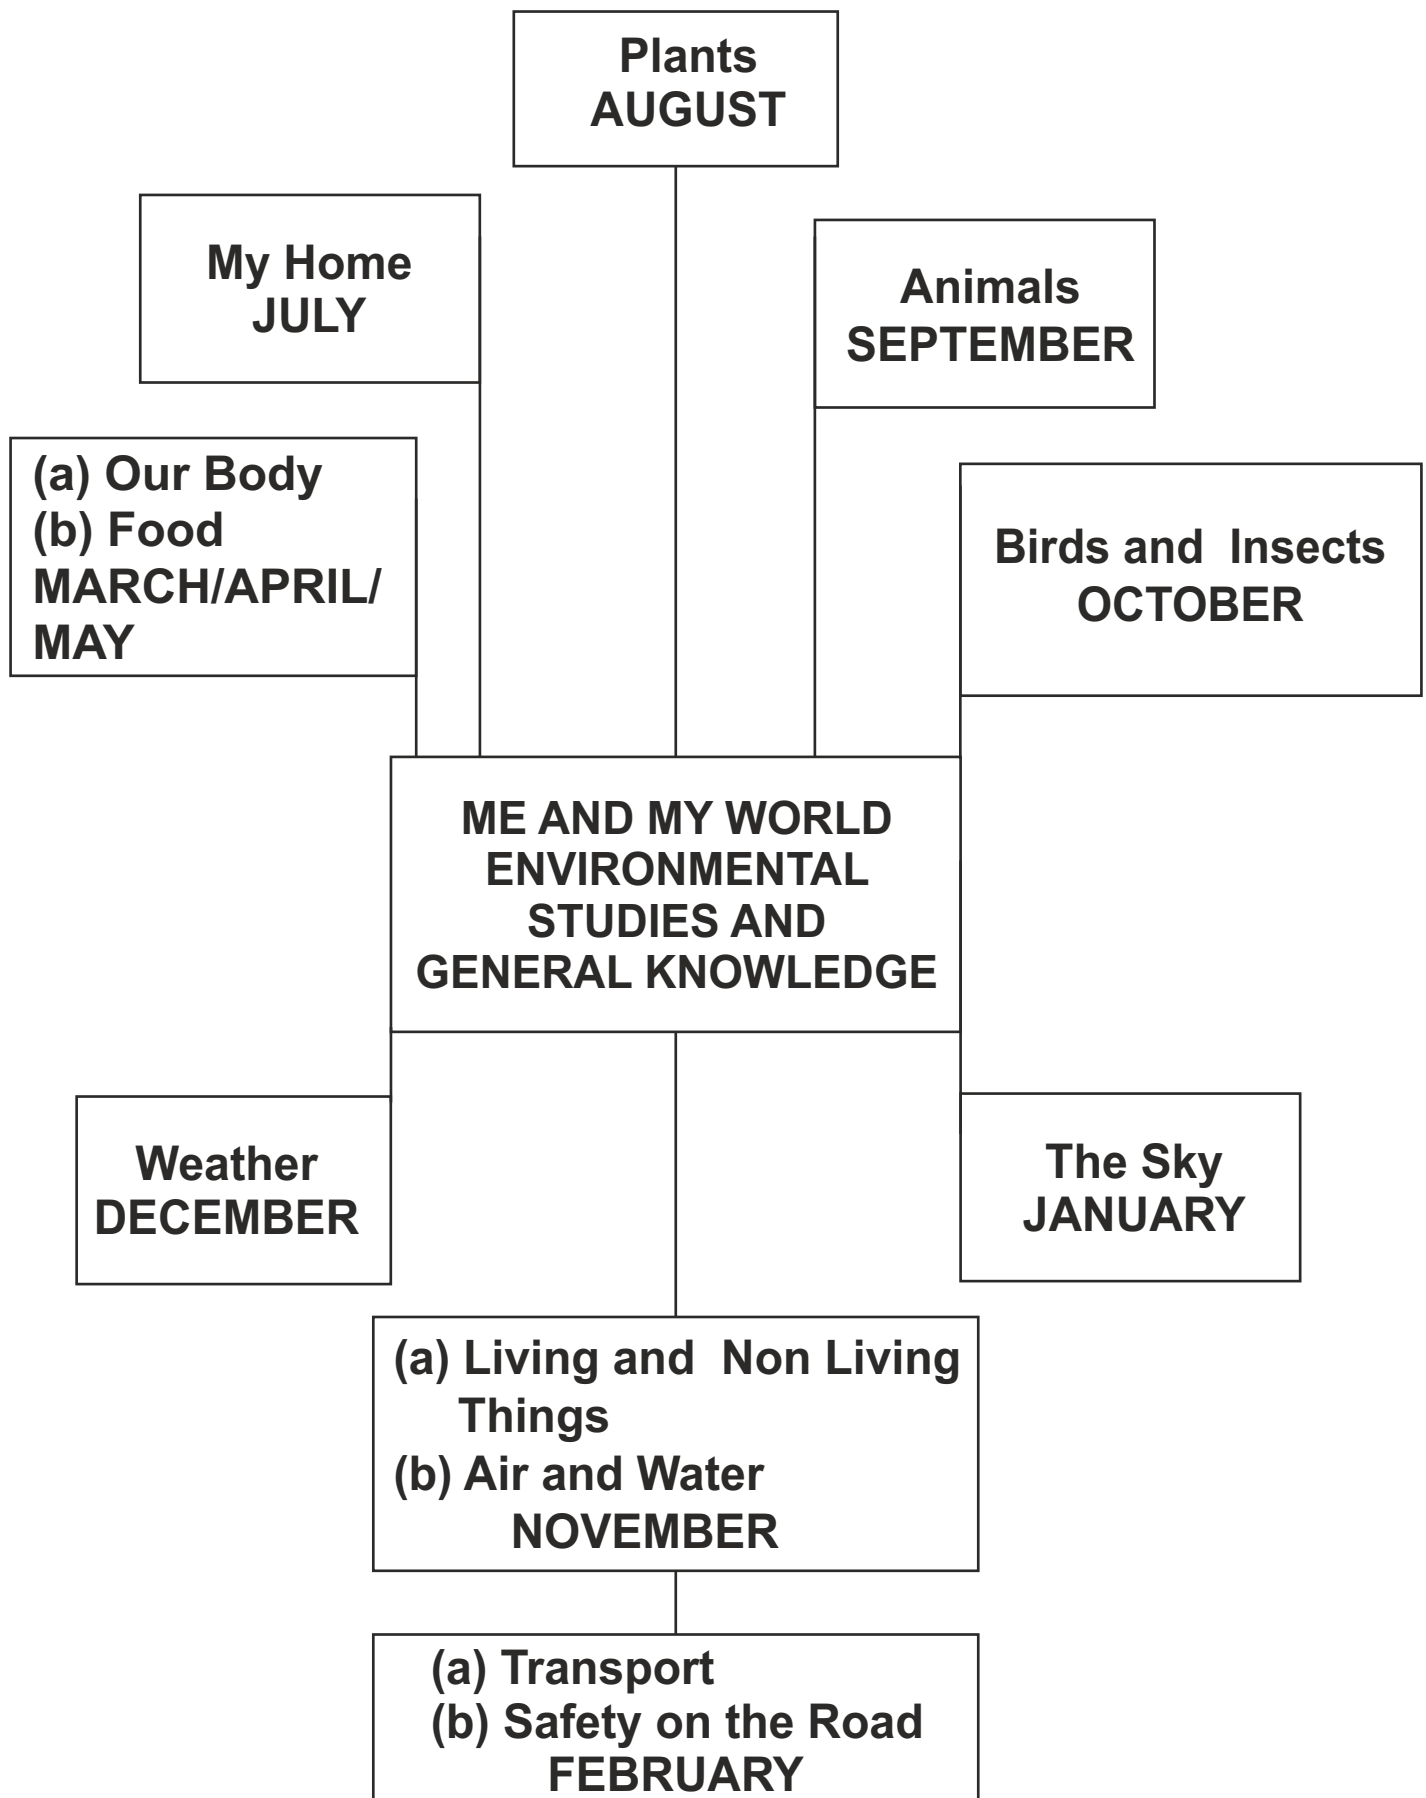 Plants
AUGUST
My Home
JULY
Animals
SEPTEMBER
(a) Our Body
(b) Food
MARCH/APRIL/
MAY
Birds and  Insects
OCTOBER
ME AND MY WORLD
ENVIRONMENTAL
STUDIES AND
GENERAL KNOWLEDGE
Weather
DECEMBER
The Sky
JANUARY
(a) Living and  Non Living
Things
(b) Air and Water
NOVEMBER
(a) Transport
(b) Safety on the Road
FEBRUARY